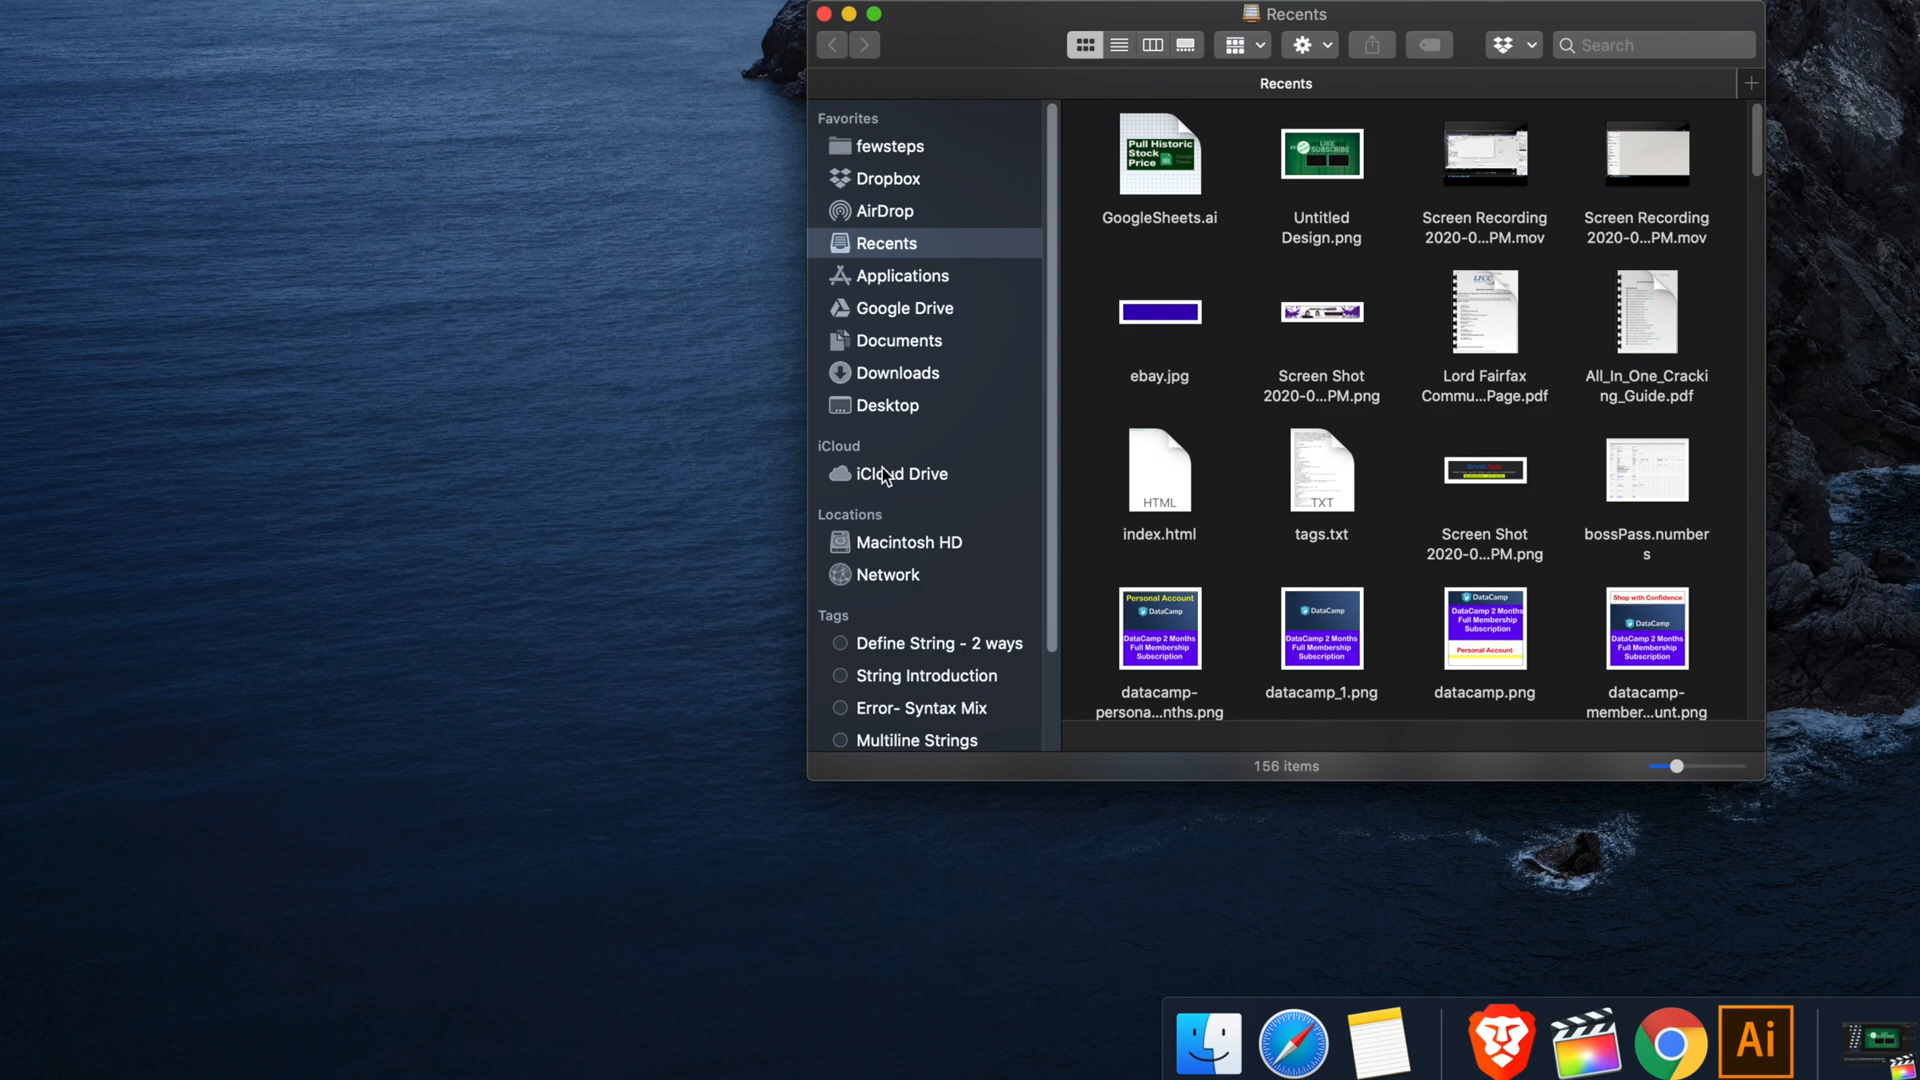 Recents
Search
Recents
Favorites
fewsteps
Dropbox
AirDrop
Recents
Applications
Google Drive
Documents
Downloads
Desktop
iCloud
iCloud Drive
Locations
Macintosh HD
Network
Tags
Define String - 2 ways
String Introduction
Error- Syntax Mix
Multiline Strings
Pull Historic
Stock
Price
GoogleSheets.ai
LIKE
SUBSCRIBE
Untitled
Design.png
Screen Recording
2020-0...PM.mov
Screen Recording
2020-0...PM.mov
ebay.jpg
Screen Shot
2020-0...PM.png
LFCC
Lord Fairfax
Commu...Page.pdf
All_In_One_Cracki
ng_Guide.pdf
HTML
index.html
TXT
tags.txt
Screen Shot
2020-0...PM.png
bossPass.number
s
Personal Account
DataCamp
DataCamp 2 Months
Full Membership
Subscription
datacamp-
persona...nths.png
DataCamp
DataCamp 2 Months
Full Membership
Subscription
datacamp_1.png
DataCamp
DataCamp 2 Months
Full Membership
Subscription
Personal Account
datacamp.png
Shop with Confidence
DataCamp
DataCamp 2 Months
Full Membership
Subscription
datacamp-
member...unt.png
156 items
Ai